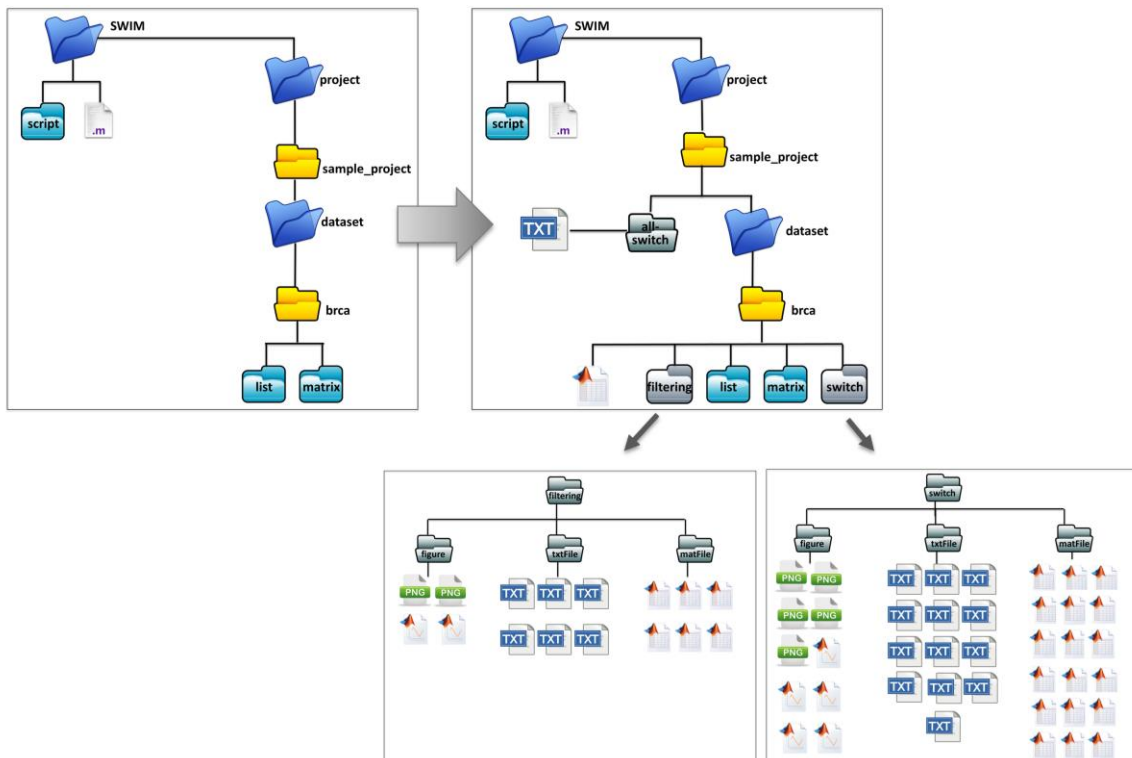 SWIM
project
script
.m
sample_project
dataset
brca
list
matrix
SWIM
project
script
.m
sample_project
TXT
all-
switch
dataset
brca
filtering
list
matrix
switch
filtering
figure
txtFile
matFile
PNG PNG
TXT TXT TXT
TXT TXT TXT
switch
figure
txtFile
matFile
PNG PNG
TXT TXT TXT
PNG PNG
TXT TXT TXT
PNG
TXT TXT TXT
TXT TXT TXT
TXT